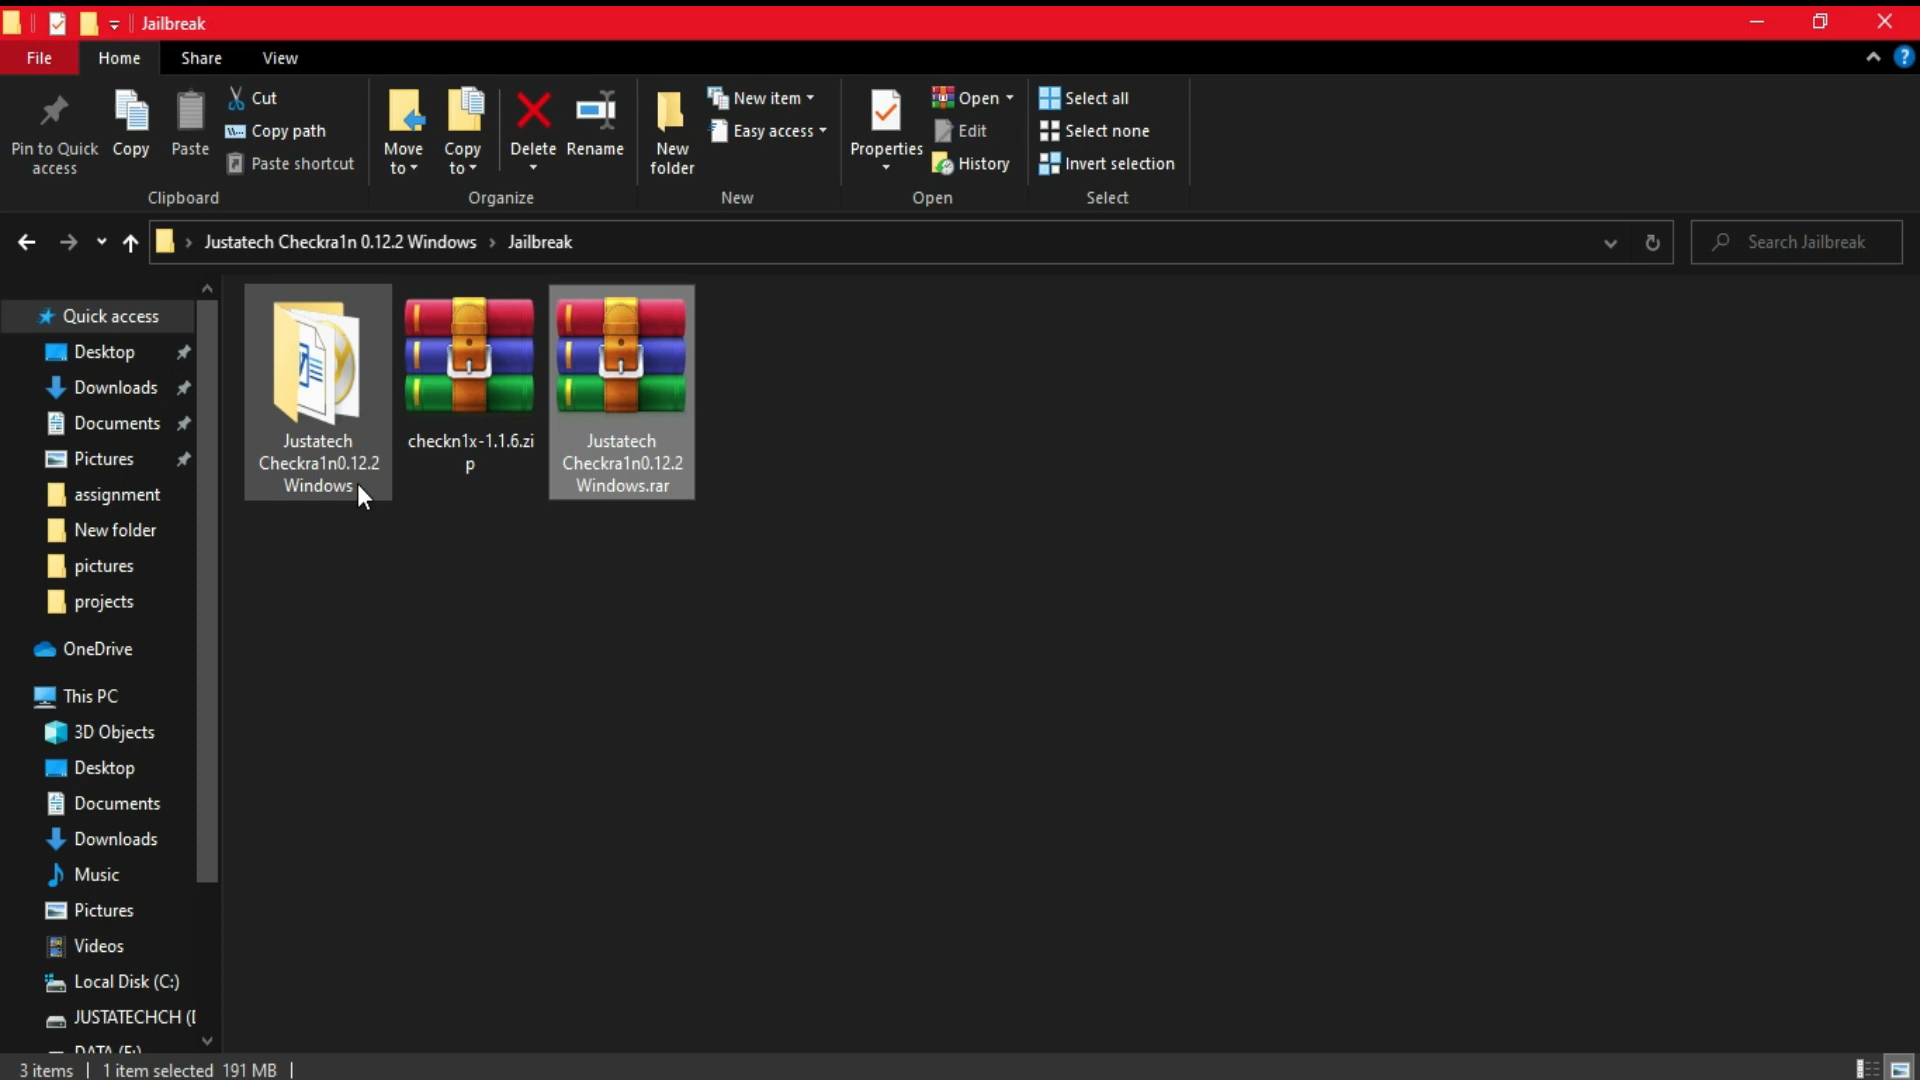 Jailbreak
File Home Share View
Pin to Quick access
Copy
Paste
Cut
Copy path
Paste shortcut
Clipboard
Move to
Copy to
Delete
Rename
Organize
New folder
New item
Easy access
New
Properties
Open
Edit
History
Open
Select all
Select none
Invert selection
Select
Justatech Checkra1n 0.12.2 Windows › Jailbreak
Search Jailbreak
Quick access
Desktop
Downloads
Documents
Pictures
assignment
New folder
pictures
projects
OneDrive
This PC
3D Objects
Desktop
Documents
Downloads
Music
Pictures
Videos
Local Disk (C:)
JUSTATECHCH (
Justatech
Checkra1n0.12.2
Windows
checkn1x-1.1.6.zi
p
Justatech
Checkra1n0.12.2
Windows.rar
3 items
1 item selected 191 MB